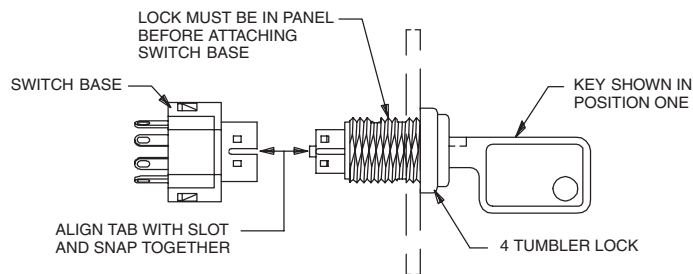 LOCK MUST BE IN PANEL
BEFORE ATTACHING
SWITCH BASE
SWITCH BASE
KEY SHOWN IN
POSITION ONE
ALIGN TAB WITH SLOT
AND SNAP TOGETHER
4 TUMBLER LOCK